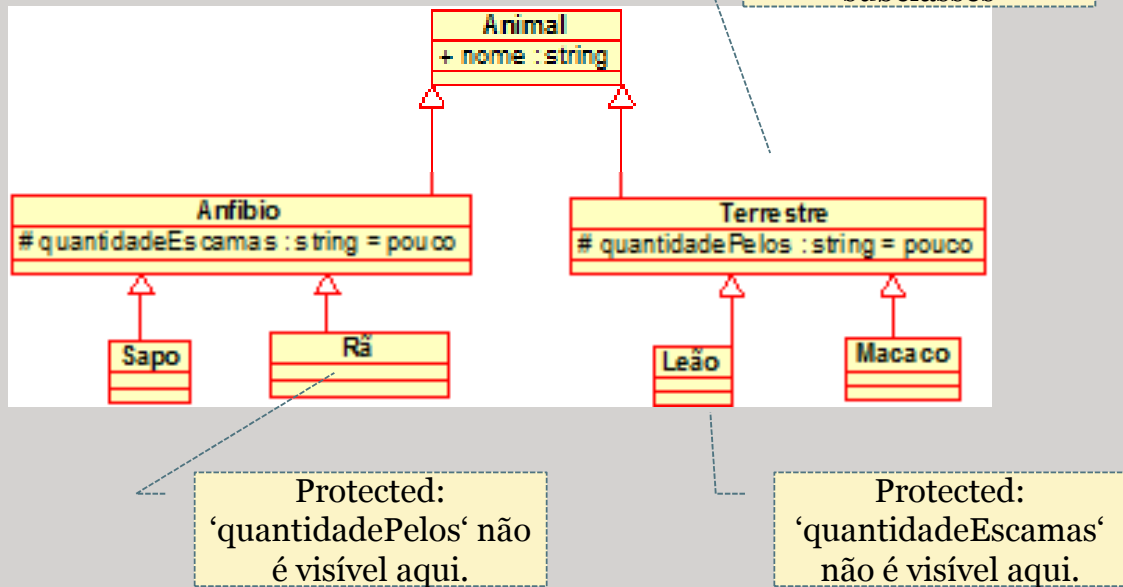 subclasses
Animal
+ nome : string
Anfibio
# quantidadeEscamas : string = pouco
Terrestre
# quantidadePelos : string = pouco
Sapo
Rã
Leão
Macaco
Protected:
‘quantidadePelos‘ não
é visível aqui.
Protected:
‘quantidadeEscamas‘
não é visível aqui.